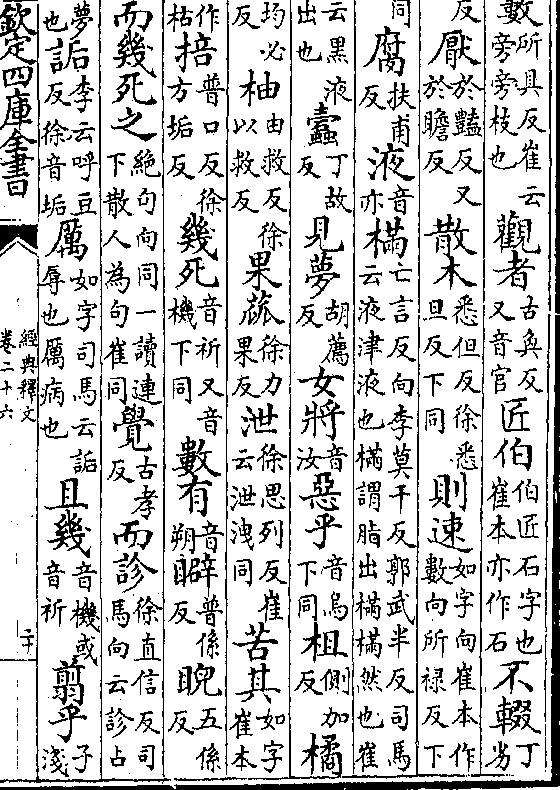 數所具反崔云旁旁枝也觀者古奐反又音官匠伯伯匠石字也崔本亦作石不輟丁劣
反厭於豔反又於瞻反散木悉但反徐悉旦反下同則速如字向崔本作數向所祿反下
同腐扶甫反液音亦樠亡言反向李莫干反郭武半反司馬云液津液也樠謂脂出樠樠然也崔
云黑液出也蠹丁故反見夢胡薦反女將音汝惡乎音烏下同柤側加反橘
均必反柚由救反徐以救反果蓏徐力果反泄徐思列反崔云泄洩同苦其如字崔本
作枯掊普口反徐方垢反幾死音祈又音機下同數有音朔睥普係反睨五係反
而幾死之絶句向同一讀連下散人為句崔同覺古孝反而診徐直信反司馬向云診占
夢也詬李云呼豆反徐音垢厲如字司馬云詬辱也厲病也且幾音機或音祈翦乎子淺
欽定四庫全書
經典釋文
卷二十六
二十